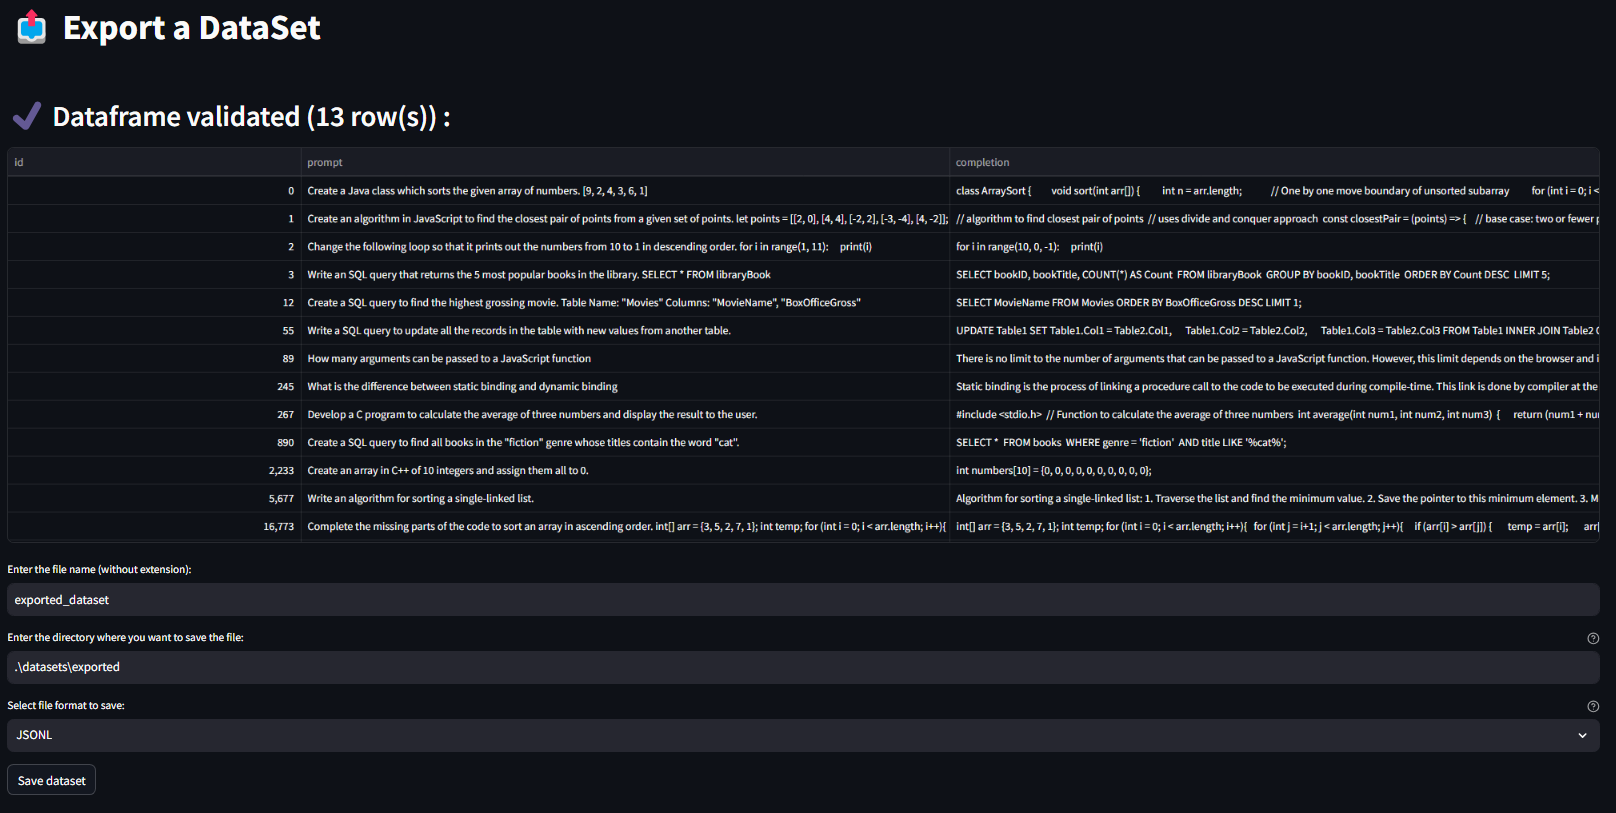 Export a DataSet
Dataframe validated (13 row(s)) :
id prompt completion
0 Create a Java class which sorts the given array of numbers. [9, 2, 4, 3, 6, 1] class ArraySort { void sort(int arr[]) { int n = arr.length; // One by one move boundary of unsorted subarray for (int i = 0; i <
1 Create an algorithm in JavaScript to find the closest pair of points from a given set of points. let points = [[2, 0], [4, 4], [-2, 2], [-3, -4], [4, -2]]; // algorithm to find closest pair of points // uses divide and conquer approach const closestPair = (points) => { // base case: two or fewer p
2 Change the following loop so that it prints out the numbers from 10 to 1 in descending order. for i in range(1, 11): print(i) for i in range(10, 0, -1): print(i)
3 Write an SQL query that returns the 5 most popular books in the library. SELECT * FROM libraryBook SELECT bookID, bookTitle, COUNT(*) AS Count FROM libraryBook GROUP BY bookID, bookTitle ORDER BY Count DESC LIMIT 5;
12 Create a SQL query to find the highest grossing movie. Table Name: "Movies" Columns: "MovieName", "BoxOfficeGross" SELECT MovieName FROM Movies ORDER BY BoxOfficeGross DESC LIMIT 1;
55 Write a SQL query to update all the records in the table with new values from another table. UPDATE Table1 SET Table1.Col1 = Table2.Col1, Table1.Col2 = Table2.Col2, Table1.Col3 = Table2.Col3 FROM Table1 INNER JOIN Table2 
89 How many arguments can be passed to a JavaScript function There is no limit to the number of arguments that can be passed to a JavaScript function. However, this limit depends on the browser and i
245 What is the difference between static binding and dynamic binding Static binding is the process of linking a procedure call to the code to be executed during compile-time. This link is done by compiler at the
267 Develop a C program to calculate the average of three numbers and display the result to the user. #include <stdio.h> // Function to calculate the average of three numbers int average(int num1, int num2, int num3) { return (num1 + nu
890 Create a SQL query to find all books in the "fiction" genre whose titles contain the word "cat". SELECT * FROM books WHERE genre = 'fiction' AND title LIKE '%cat%';
2,233 Create an array in C++ of 10 integers and assign them all to 0. int numbers[10] = {0, 0, 0, 0, 0, 0, 0, 0, 0, 0};
5,677 Write an algorithm for sorting a single-linked list. Algorithm for sorting a single-linked list: 1. Traverse the list and find the minimum value. 2. Save the pointer to this minimum element. 3. M
16,773 Complete the missing parts of the code to sort an array in ascending order. int[] arr = {3, 5, 2, 7, 1}; int temp; for (int i = 0; i < arr.length; i++){ int[] arr = {3, 5, 2, 7, 1}; int temp; for (int i = 0; i < arr.length; i++){ for (int j = i+1; j < arr.length; j++){ if (arr[i] > arr[j]) { temp = arr[i]; arr[
Enter the file name (without extension):
exported_dataset
Enter the directory where you want to save the file:
.\datasets\exported
Select file format to save:
JSONL
Save dataset